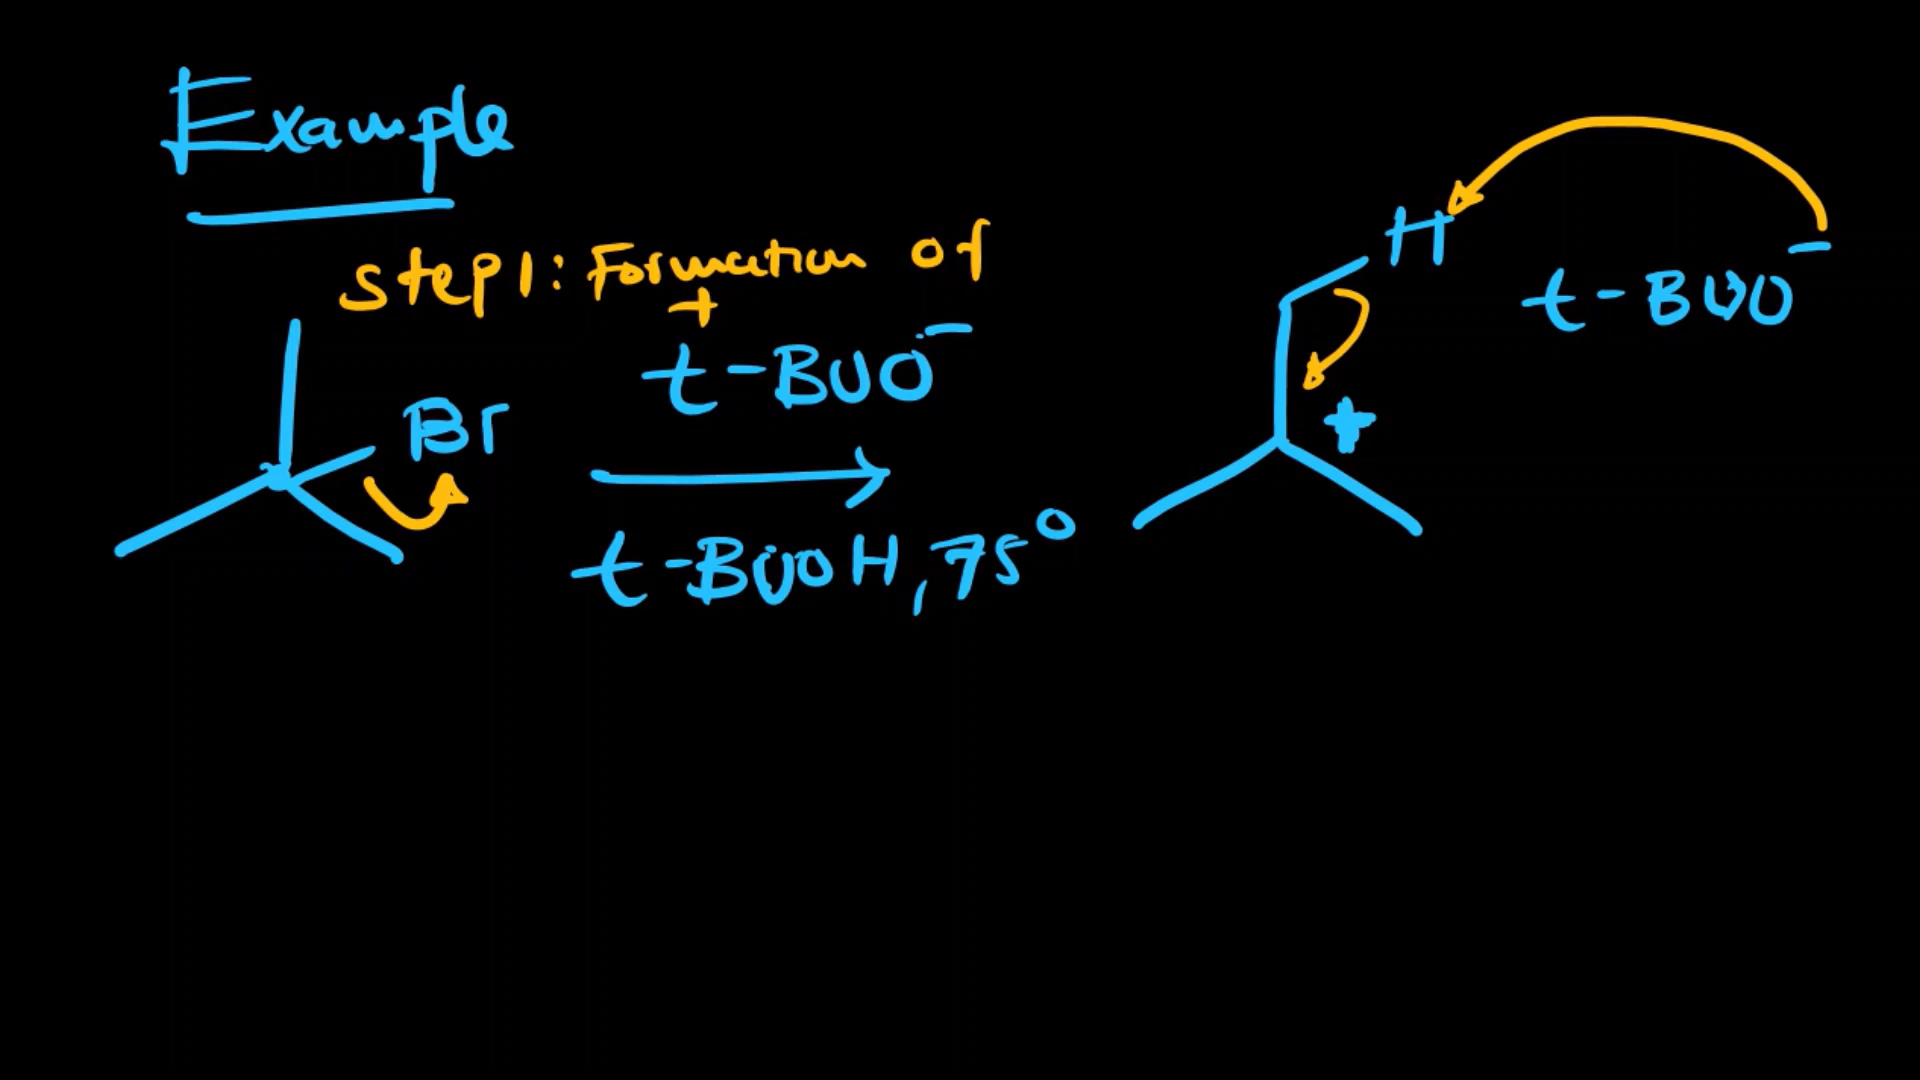 Example
Step 1: Formation of
+
t-BuO⁻
Br
t-BuOH, 75°
H
t-BuO⁻
+